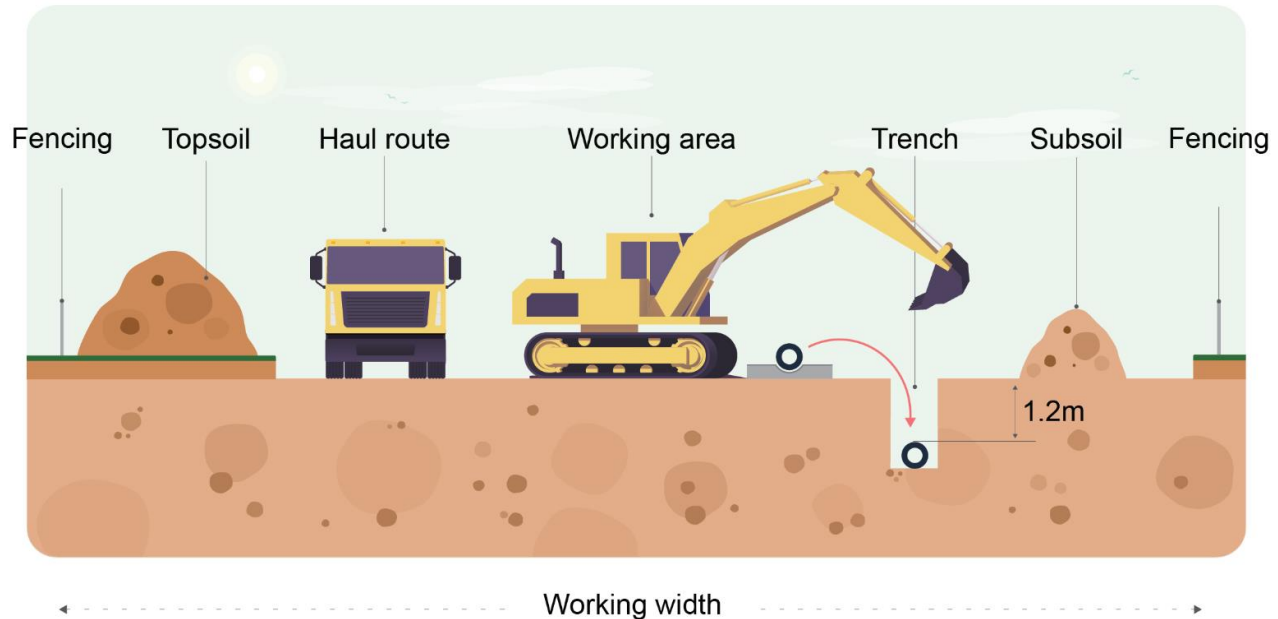 Fencing
Topsoil
Haul route
Working area
Trench
Subsoil
Fencing
1.2m
Working width